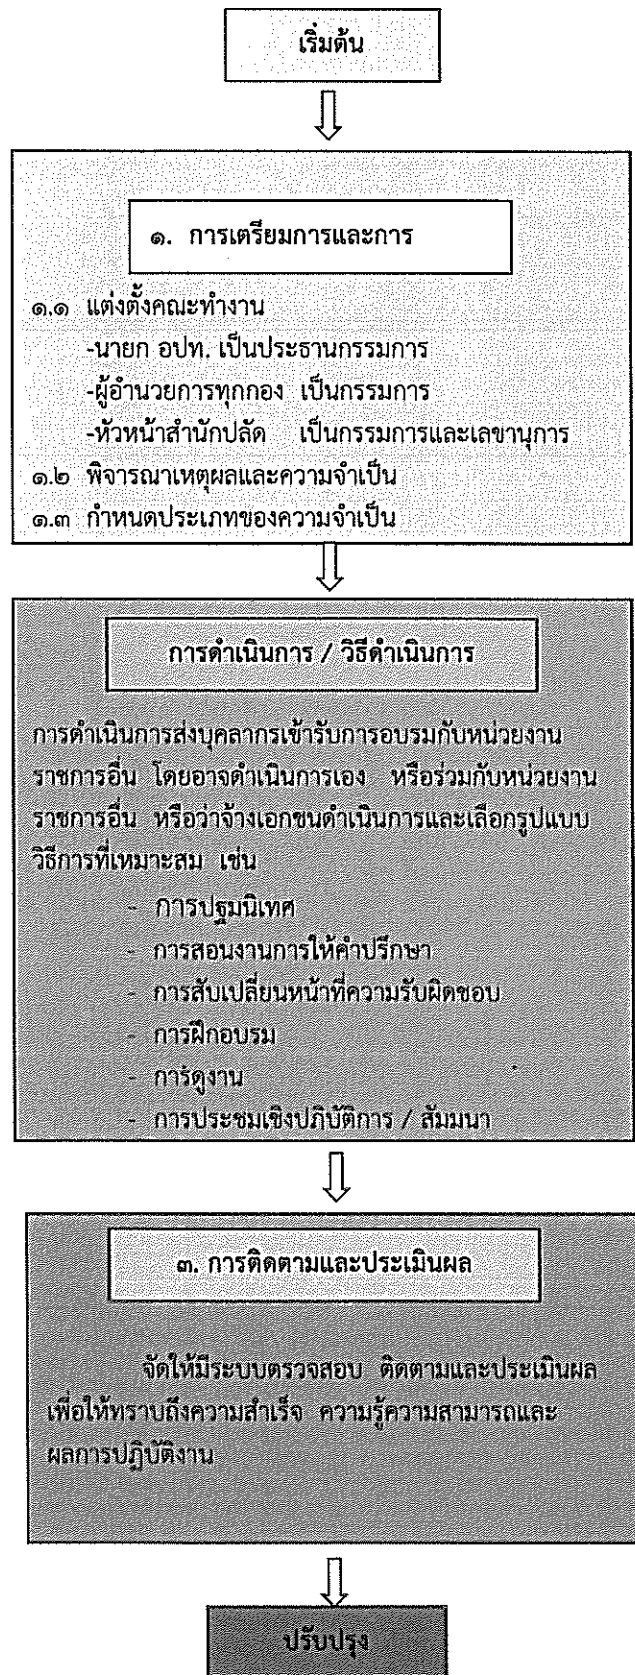 เริ่มต้น
๑. การเตรียมการและการ
๑.๑ แต่งตั้งคณะทำงาน
-นายก อปท. เป็นประธานกรรมการ
-ผู้อำนวยการทุกกอง เป็นกรรมการ
-หัวหน้าสำนักปลัด เป็นกรรมการและเลขานุการ
๑.๒ พิจารณาเหตุผลและความจำเป็น
๑.๓ กำหนดประเภทของความจำเป็น
การดำเนินการ / วิธีดำเนินการ
การดำเนินการส่งบุคลากรเข้ารับการอบรมกับหน่วยงาน
ราชการอื่น โดยอาจดำเนินการเอง หรือร่วมกับหน่วยงาน
ราชการอื่น หรือว่าจ้างเอกชนดำเนินการและเลือกรูปแบบ
วิธีการที่เหมาะสม เช่น
- การปฐมนิเทศ
- การสอนงานการให้คำปรึกษา
- การสับเปลี่ยนหน้าที่ความรับผิดชอบ
- การฝึกอบรม
- การดูงาน
- การประชุมเชิงปฏิบัติการ / สัมมนา
๓. การติดตามและประเมินผล
จัดให้มีระบบตรวจสอบ ติดตามและประเมินผล
เพื่อให้ทราบถึงความสำเร็จ ความรู้ความสามารถและ
ผลการปฏิบัติงาน
ปรับปรุง